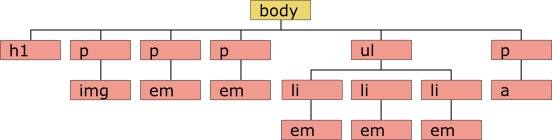 body
h1 p p p ul p
img em em li li li a
em em em